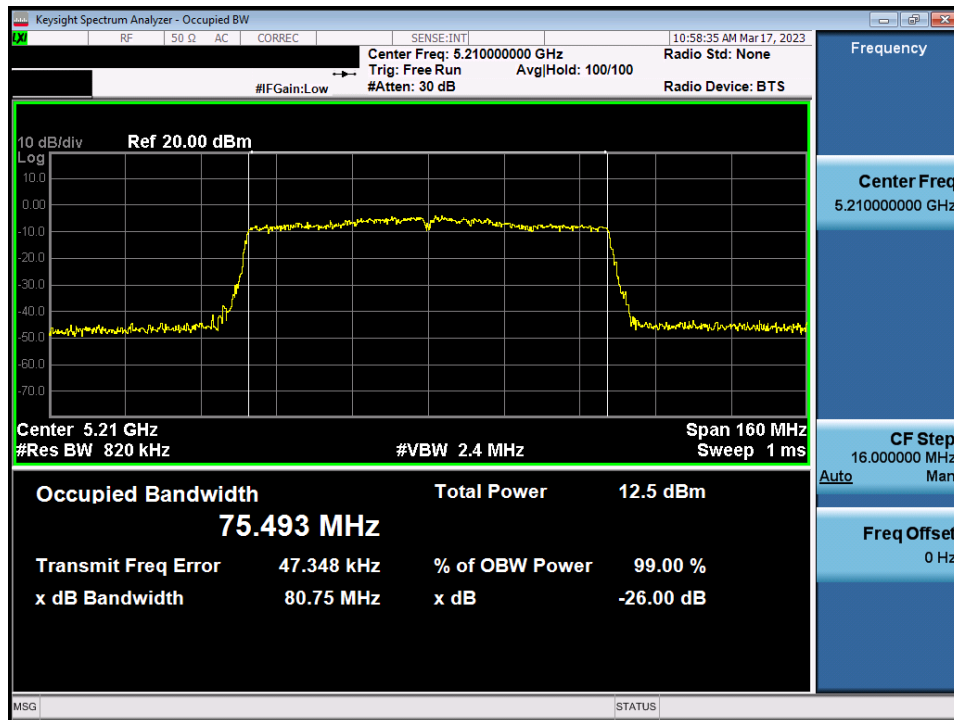 Keysight Spectrum Analyzer - Occupied BW
LXI RF 50 Ω AC CORREC SENSE:INT 10:58:35 AM Mar 17, 2023
Center Freq: 5.210000000 GHz Radio Std: None
Trig: Free Run Avg|Hold: 100/100
#IFGain:Low #Atten: 30 dB Radio Device: BTS
10 dB/div Ref 20.00 dBm
Log
10.0
0.00
-10.0
-20.0
-30.0
-40.0
-50.0
-60.0
-70.0
Center 5.21 GHz Span 160 MHz
#Res BW 820 kHz #VBW 2.4 MHz Sweep 1 ms
Occupied Bandwidth Total Power 12.5 dBm
75.493 MHz
Transmit Freq Error 47.348 kHz % of OBW Power 99.00 %
x dB Bandwidth 80.75 MHz x dB -26.00 dB
MSG STATUS
Frequency
Center Freq
5.210000000 GHz
CF Step
16.000000 MHz
Auto Man
Freq Offset
0 Hz